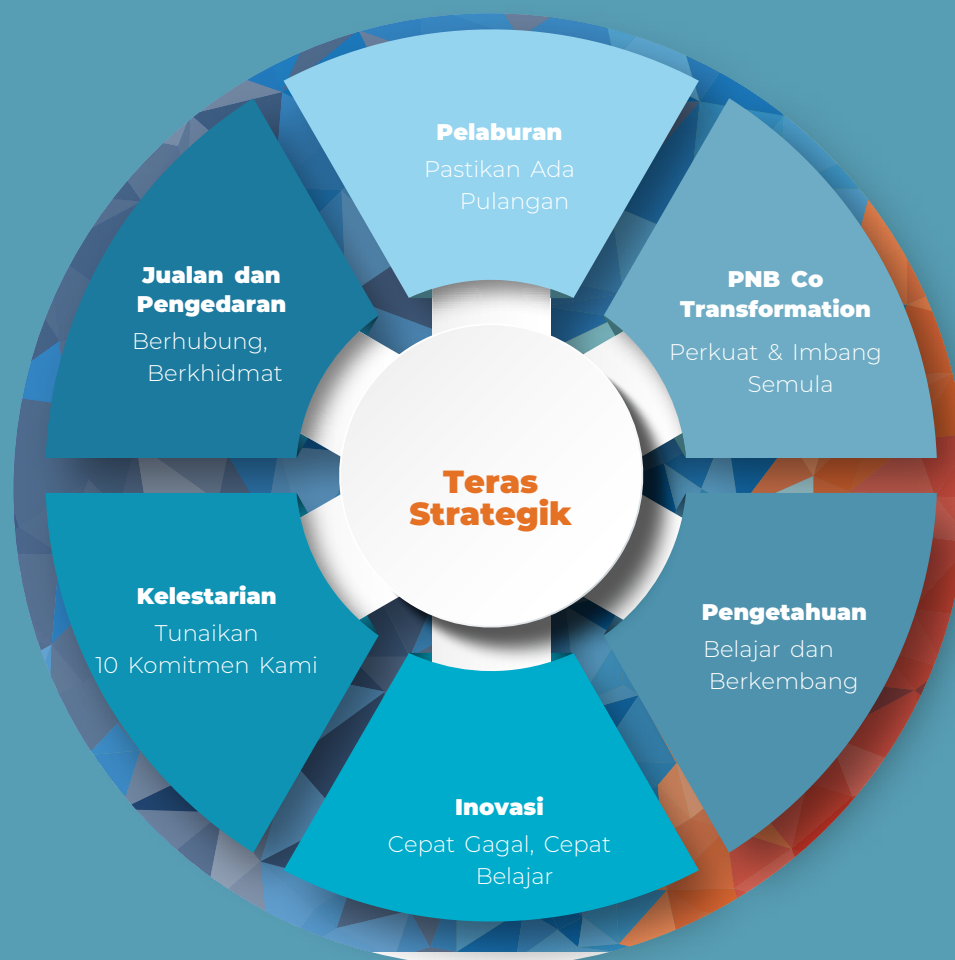 Pelaburan
Pastikan Ada
Pulangan
PNB Co
Transformation
Perkuat & Imbang
Semula
Pengetahuan
Belajar dan
Berkembang
Inovasi
Cepat Gagal, Cepat
Belajar
Kelestarian
Tunaikan
10 Komitmen Kami
Jualan dan
Pengedaran
Berhubung,
Berkhidmat
Teras
Strategik